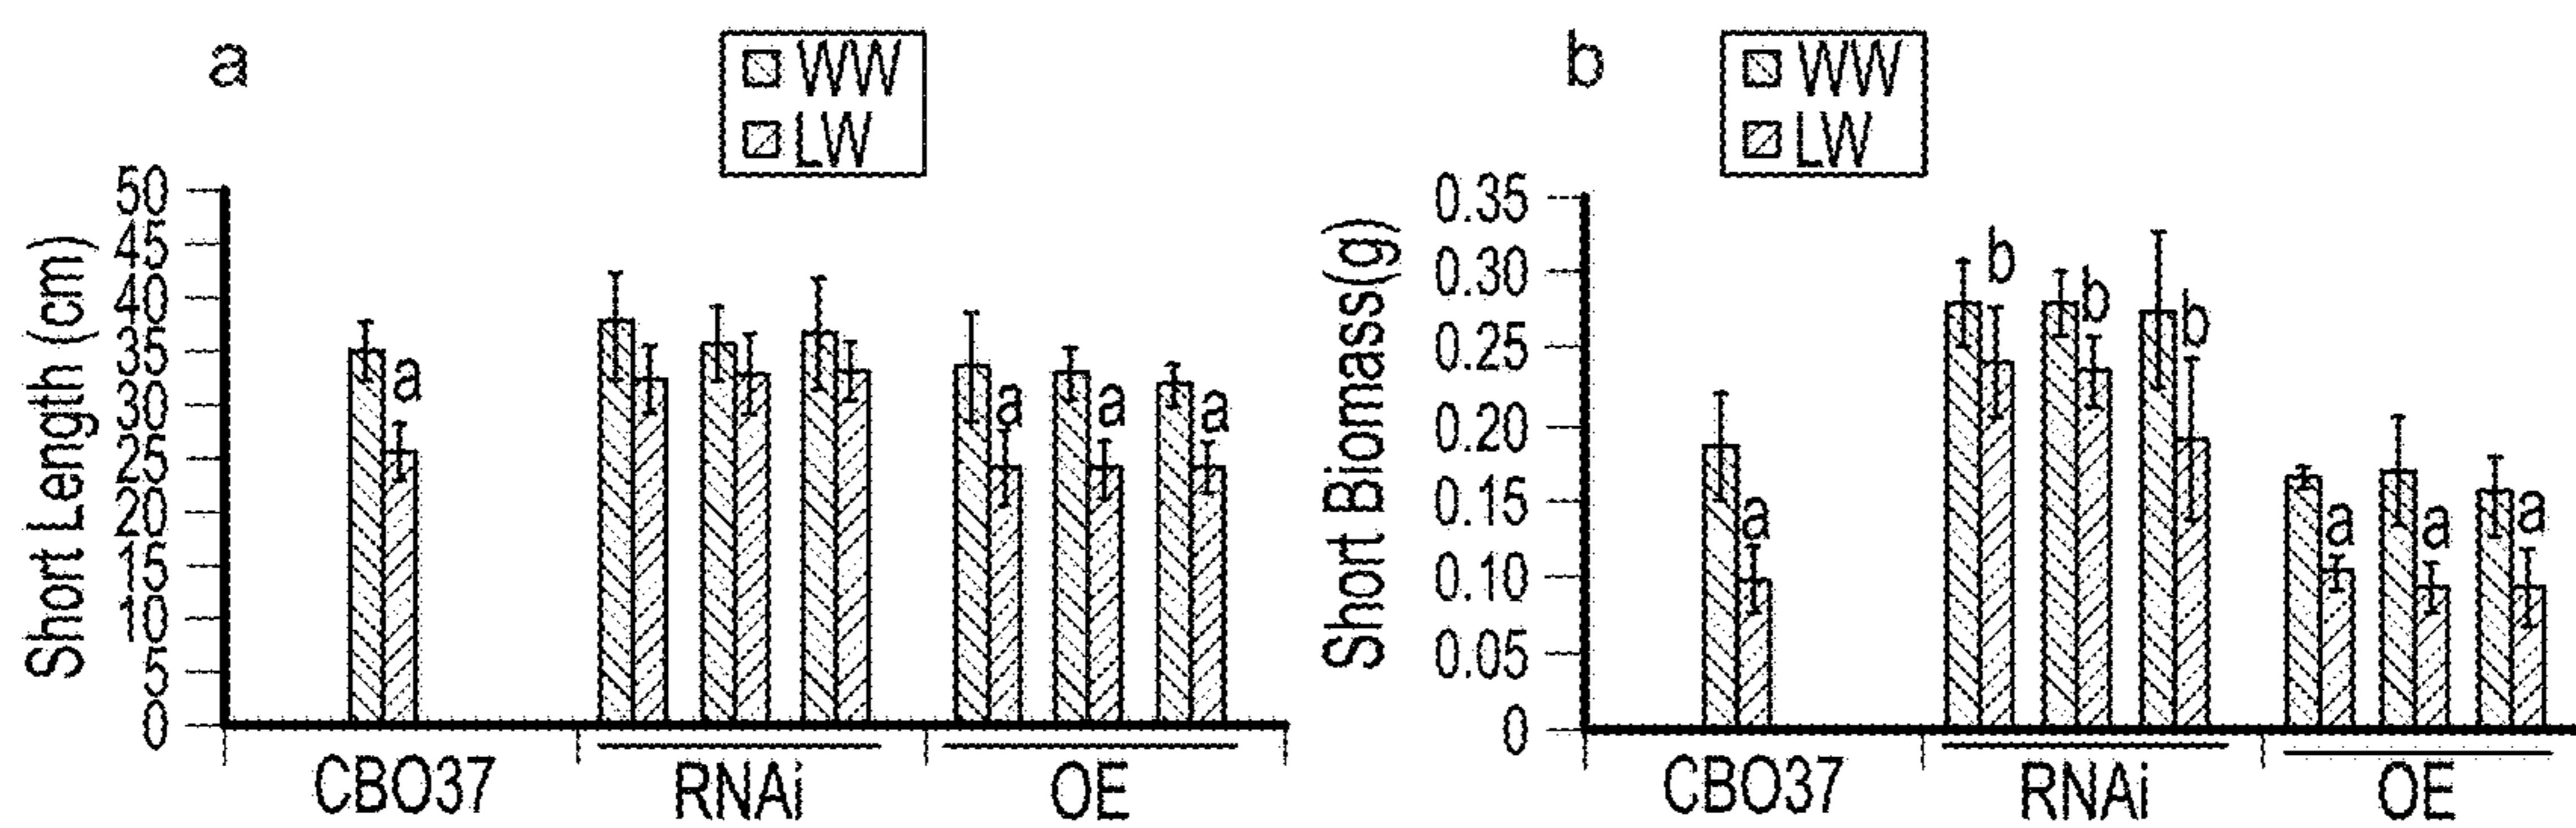 a
WW
LW
Short Length (cm)
50
45
40
35
30
25
20
15
10
5
0
a
a
a
a
CBO37
RNAi
OE
b
WW
LW
Short Biomass(g)
0.35
0.30
0.25
0.20
0.15
0.10
0.05
0
a
b
b
b
a
a
a
CBO37
RNAi
OE